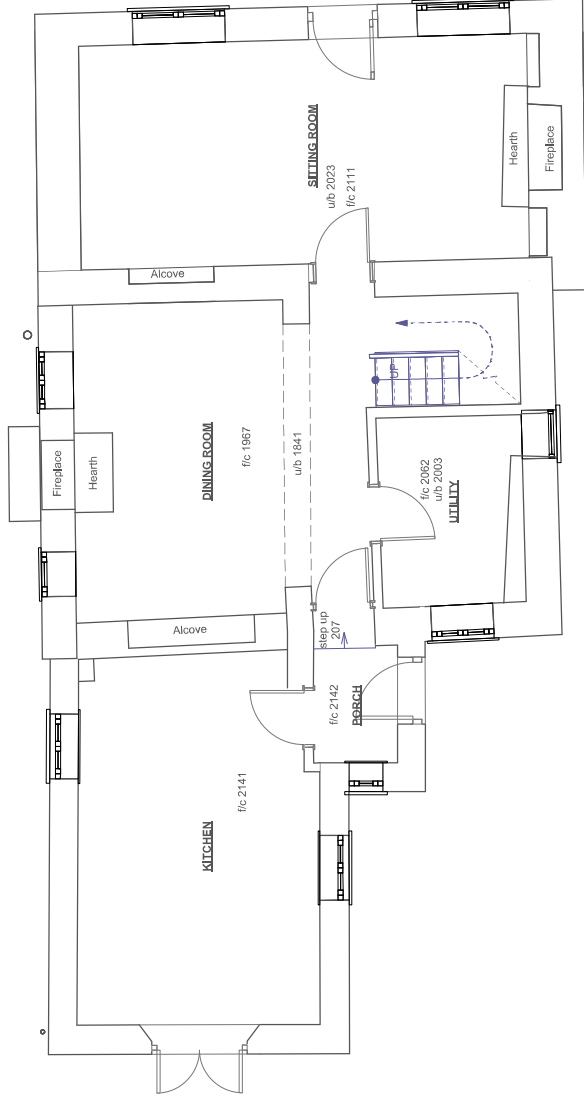 SITTING ROOM
u/b 2023
f/c 2111
Hearth
Fireplace
Alcove
Fireplace
Hearth
DINING ROOM
f/c 1967
u/b 1841
UP
f/c 2062
u/b 2003
UTILITY
Alcove
step up
207
f/c 2142
PORCH
KITCHEN
f/c 2141